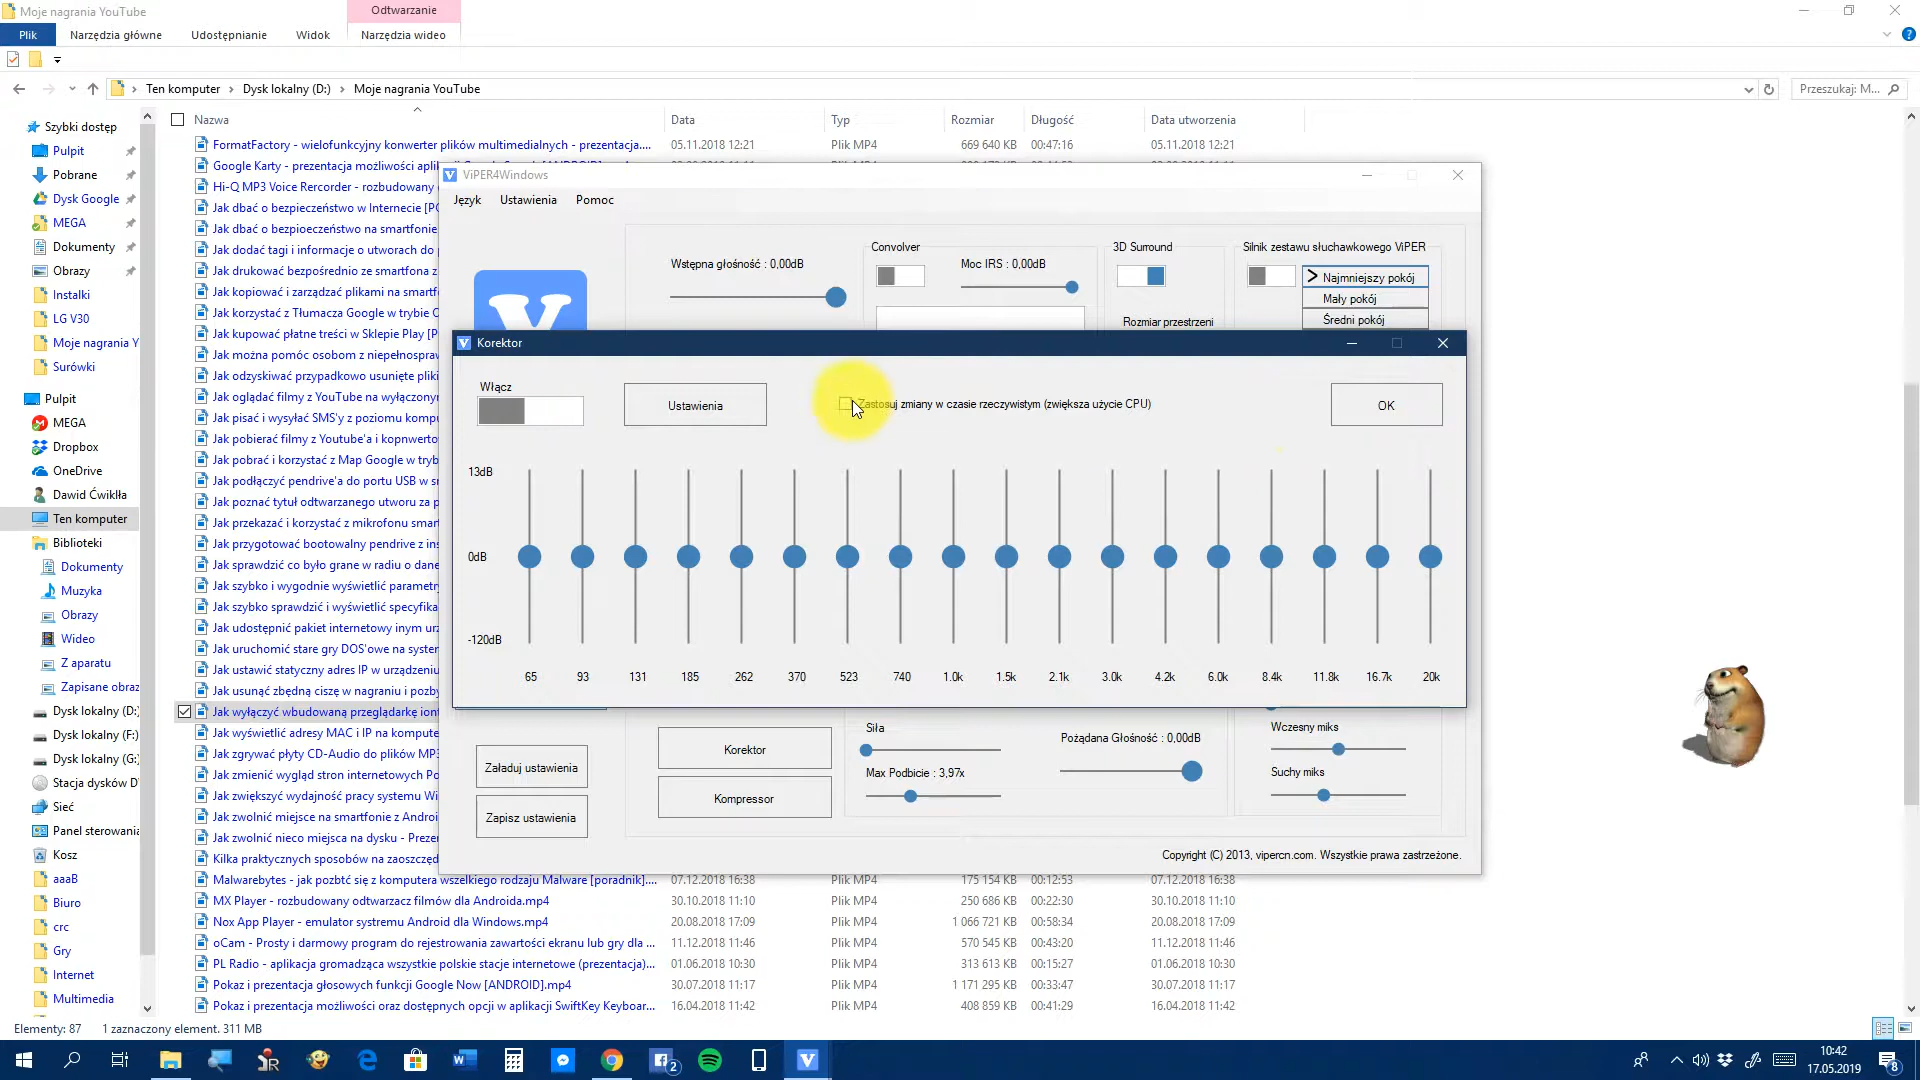 Moje nagrania YouTube
Odtwarzanie
Plik
Narzędzia główne
Udostępnianie
Widok
Narzędzia wideo
Ten komputer
Dysk lokalny (D:)
Moje nagrania YouTube
Przeszukaj: M...
Nazwa
Data
Typ
Rozmiar
Długość
Data utworzenia
Szybki dostęp
Pulpit
Pobrane
Dysk Google
MEGA
Dokumenty
Obrazy
Instalki
LG V30
Moje nagrania Y
Surówki
Pulpit
MEGA
Dropbox
OneDrive
Dawid Ćwiklła
Ten komputer
Biblioteki
Dokumenty
Muzyka
Obrazy
Wideo
Z aparatu
Zapisane obraz
Dysk lokalny (D:)
Dysk lokalny (F:)
Dysk lokalny (G:)
Stacja dysków D
Sieć
Panel sterowania
Kosz
aaaB
Biuro
crc
Gry
Internet
Multimedia
FormatFactory - wielofunkcyjny konwerter plików multimedialnych - prezentacja.... 05.11.2018 12:21 Plik MP4 669 640 KB 00:47:16 05.11.2018 12:21
Google Karty - prezentacja możliwości apli
Hi-Q MP3 Voice Rercorder - rozbudowany
Jak dbać o bezpieczeństwo w Internecie [PO
Jak dbać o bezpieczeństwo na smartfonie
Jak dodać tagi i informacje o utworach do
Jak drukować bezpośrednio ze smartfona z
Jak kopiować i zarządzać plikami na smartf
Jak korzystać z Tłumacza Google w trybie O
Jak kupować płatne treści w Sklepie Play [P
Jak można pomóc osobom z niepełnospraw
Jak odzyskiwać przypadkowo usunięte pliki
Jak oglądać filmy z YouTube na wyłączonym
Jak pisać i wysyłać SMS'y z poziomu kompu
Jak pobierać filmy z Youtube'a i kopnwertow
Jak pobrać i korzystać z Map Google w tryb
Jak podłączyć pendrive'a do portu USB w s
Jak poznać tytuł odtwarzanego utworu za p
Jak przekazać i korzystać z mikrofonu smart
Jak przygotować bootowalny pendrive z ins
Jak sprawdzić co było grane w radiu o dane
Jak szybko i wygodnie wyświetlić parametry
Jak szybko sprawdzić i wyświetlić specyfika
Jak udostępnić pakiet internetowy inym urz
Jak uruchomić stare gry DOS'owe na system
Jak ustawić statyczny adres IP w urządzeniu
Jak usunąć zbędną ciszę w nagraniu i pozby
Jak wyłączyć wbudowaną przeglądarkę ionf
Jak wyświetlić adresy MAC i IP na kompute
Jak zgrywać płyty CD-Audio do plików MP3
Jak zmienić wygląd stron internetowych Po
Jak zwiększyć wydajność pracy systemu Wi
Jak zwolnić miejsce na smartfonie z Android
Jak zwolnić nieco miejsca na dysku - Prezen
Kilka praktycznych sposobów na zaoszczęd
Malwarebytes - jak pozbtć się z komputera wszelkiego rodzaju Malware [poradnik].... 07.12.2018 16:38 Plik MP4 175 154 KB 00:12:53 07.12.2018 16:38
MX Player - rozbudowany odtwarzacz filmów dla Androida.mp4 30.10.2018 11:10 Plik MP4 250 686 KB 00:22:30 30.10.2018 11:10
Nox App Player - emulator systremu Android dla Windows.mp4 20.08.2018 17:09 Plik MP4 1 066 721 KB 00:58:34 20.08.2018 17:09
oCam - Prosty i darmowy program do rejestrowania zawartości ekranu lub gry dla ... 11.12.2018 11:46 Plik MP4 570 545 KB 00:43:20 11.12.2018 11:46
PL Radio - aplikacja gromadząca wszystkie polskie stacje internetowe (prezentacja)... 01.06.2018 10:30 Plik MP4 313 613 KB 00:15:27 01.06.2018 10:30
Pokaz i prezentacja głosowych funkcji Google Now [ANDROID].mp4 30.07.2018 11:17 Plik MP4 1 171 295 KB 00:33:47 30.07.2018 11:17
Pokaz i prezentacja możliwości oraz dostępnych opcji w aplikacji SwiftKey Keyboar... 16.04.2018 11:42 Plik MP4 408 859 KB 00:41:29 16.04.2018 11:42
ViPER4Windows
Język
Ustawienia
Pomoc
Wstępna głośność : 0,00dB
Convolver
Moc IRS : 0,00dB
3D Surround
Rozmiar przestrzeni
Silnik zestawu słuchawkowego ViPER
> Najmniejszy pokój
Mały pokój
Średni pokój
Korektor
Włącz
Ustawienia
Zastosuj zmiany w czasie rzeczywistym (zwiększa użycie CPU)
OK
13dB
0dB
-120dB
65 93 131 185 262 370 523 740 1.0k 1.5k 2.1k 3.0k 4.2k 6.0k 8.4k 11.8k 16.7k 20k
Załaduj ustawienia
Zapisz ustawienia
Korektor
Kompressor
Siła
Max Podbicie : 3,97x
Pożądana Głośność : 0,00dB
Wczesny miks
Suchy miks
Copyright (C) 2013, vipercn.com. Wszystkie prawa zastrzeżone.
Elementy: 87
1 zaznaczony element. 311 MB
2
10:42
17.05.2019
8